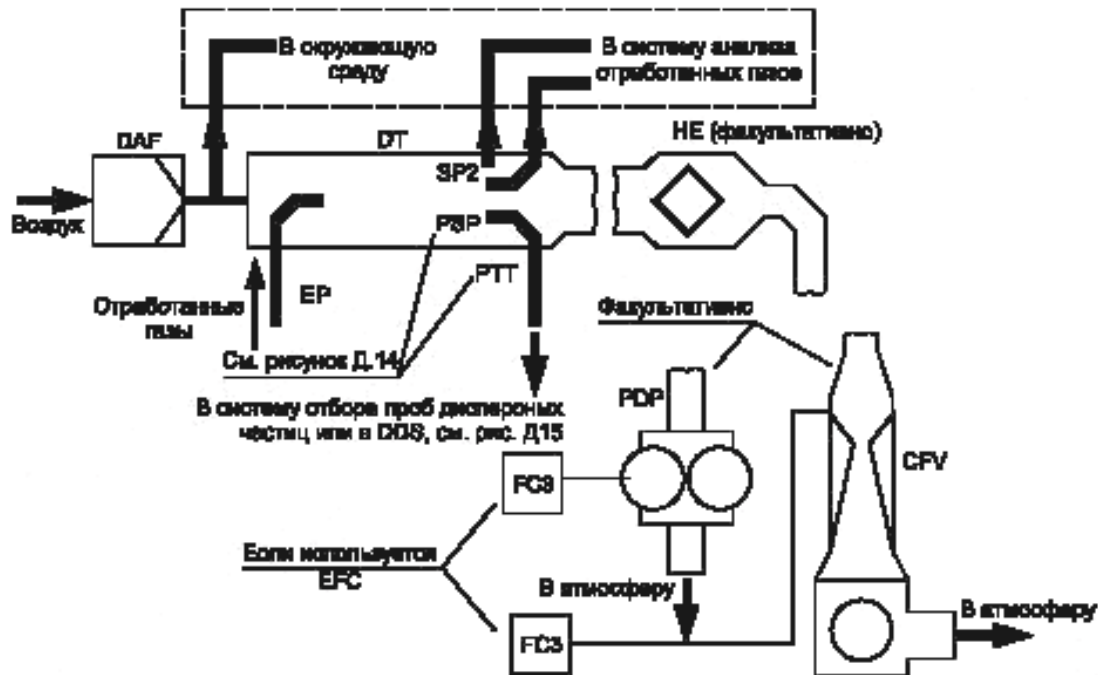 В окружающую
среду
В систему анализа
отработанных газов
DAF
DT
HE (факультативно)
SP2
Воздух
PSP
PTT
EP
Отработанные
газы
Факультативно
См. рисунок Д.14
PDP
В систему отбора проб дисперсных
частиц или в DDS, см. рис. Д15
CFV
FC3
Если используется
EFC
В атмосферу
В атмосферу
FC3